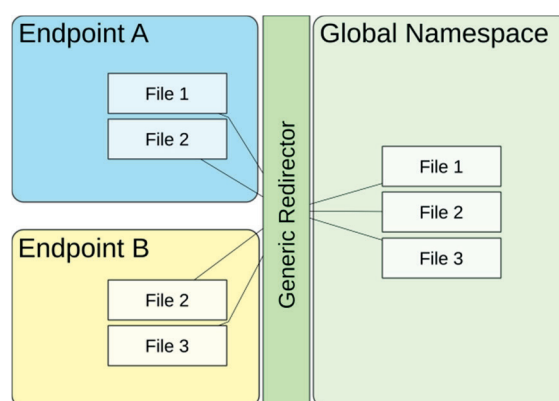 Endpoint A
File 1
File 2
Endpoint B
File 2
File 3
Generic Redirector
Global Namespace
File 1
File 2
File 3